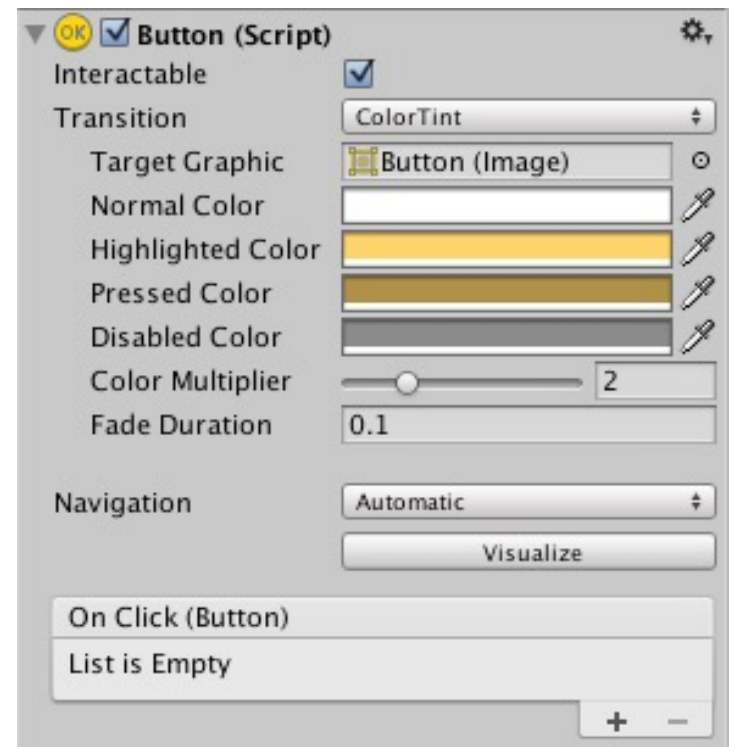 OK Button (Script)
Interactable
Transition ColorTint
Target Graphic Button (Image)
Normal Color
Highlighted Color
Pressed Color
Disabled Color
Color Multiplier 2
Fade Duration 0.1
Navigation Automatic
Visualize
On Click (Button)
List is Empty
+ −